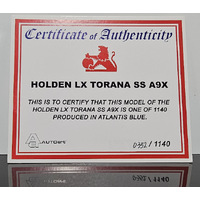 Certificate of Authenticity
HOLDEN LX TORANA SS A9X
THIS IS TO CERTIFY THAT THIS MODEL OF THE
HOLDEN LX TORANA SS A9X IS ONE OF 1140
PRODUCED IN ATLANTIS BLUE.
AUTOart
/ 1140